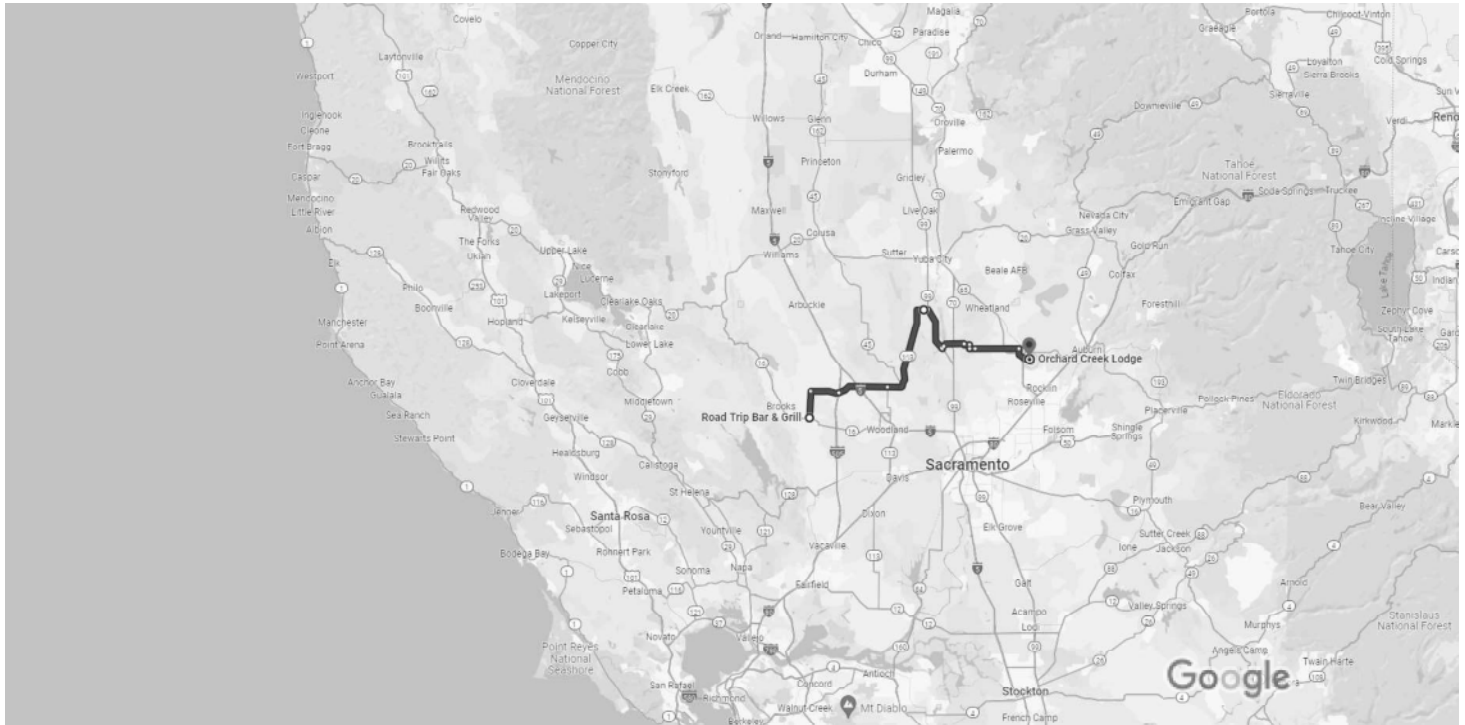 Covelo
Magalia
Portola
Chilcoot-Vinton
Orland
Hamilton City
Chico
Paradise
Graeagle
Laytonville
Copper City
Loyalton
Cold Springs
Sierra Brooks
Westport
Durham
Sierraville
Mendocino
National Forest
Elk Creek
Downieville
Inglenook
Willows
Glenn
Oroville
Verdi
Cleone
Fort Bragg
Brooktrails
Palermo
Willits
Fair Oaks
Princeton
Tahoe
National Forest
Caspar
Stonyford
Gridley
Soda Springs
Truckee
Mendocino
Emigrant Gap
Little River
Redwood
Valley
Maxwell
Live Oak
Nevada City
Incline Village
Albion
Colusa
Grass Valley
The Forks
Upper Lake
Sutter
Gold Run
Tahoe City
Ukiah
Williams
Yuba City
Elk
Nice
Lucerne
Beale AFB
Colfax
Lake Tahoe
Philo
Lakeport
Clearlake Oaks
Arbuckle
Wheatland
Foresthill
Boonville
Kelseyville
Zephyr Cove
Manchester
Hopland
Clearlake
South Lake
Tahoe
Point Arena
Lower Lake
Auburn
Cobb
Orchard Creek Lodge
Anchor Bay
Cloverdale
Rocklin
Twin Bridges
Gualala
Middletown
Brooks
Roseville
Eldorado
National Forest
Sea Ranch
Geyserville
Road Trip Bar & Grill
Placerville
Pollock Pines
Kirkwood
Stewarts Point
Woodland
Folsom
Shingle
Springs
Healdsburg
Calistoga
Sacramento
Windsor
Davis
St Helena
Plymouth
Bear Valley
Jenner
Santa Rosa
Dixon
Sebastopol
Yountville
Elk Grove
Sutter Creek
Bodega Bay
Rohnert Park
Vacaville
Ione
Jackson
Sonoma
Napa
Petaluma
Fairfield
Galt
Arnold
Acampo
Valley Springs
Stanislaus
National Forest
Novato
Vallejo
Lodi
Murphys
Point Reyes
National
Seashore
Angels Camp
Antioch
Twain Harte
San Rafael
Concord
Google
Richmond
Stockton
Walnut Creek
Mt Diablo
Berkeley
French Camp